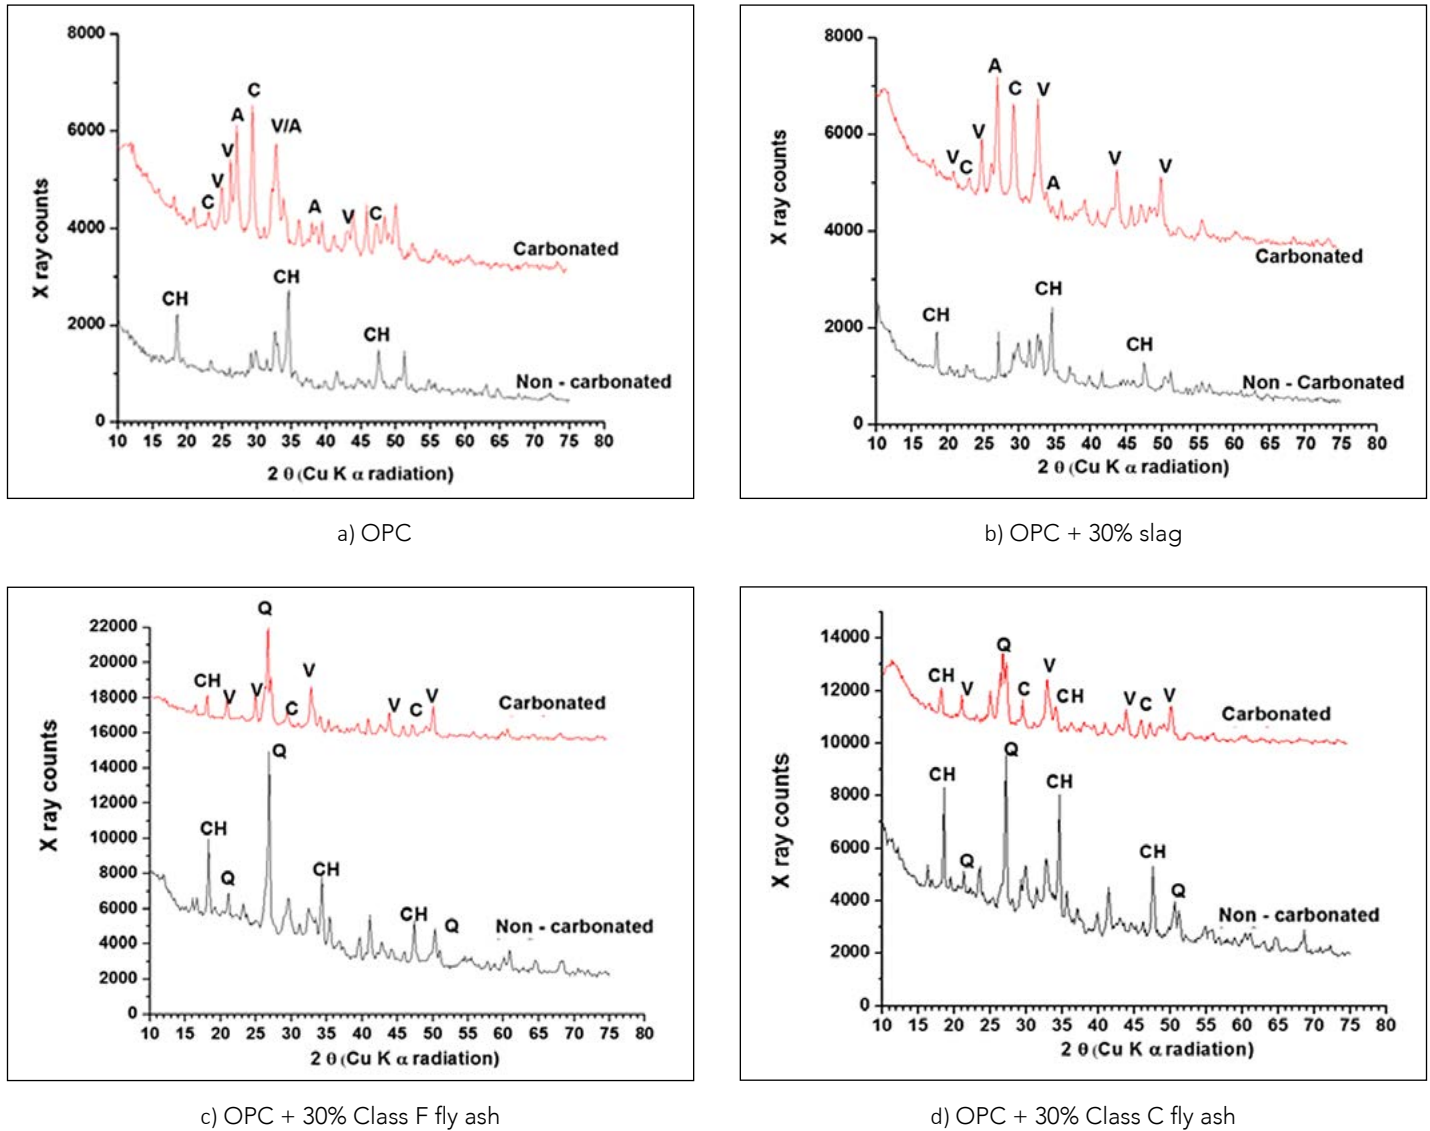 8000
6000
4000
2000
0
X ray counts
C
A
V
V/A
V
C
A
V
C
Carbonated
CH
CH
CH
Non - carbonated
10 15 20 25 30 35 40 45 50 55 60 65 70 75 80
2 θ (Cu K α radiation)
a) OPC
8000
6000
4000
2000
0
X ray counts
A
C
V
V
V
C
A
V
V
Carbonated
CH
CH
CH
Non - Carbonated
10 15 20 25 30 35 40 45 50 55 60 65 70 75 80
2 θ (Cu K α radiation)
b) OPC + 30% slag
22000
20000
18000
16000
14000
12000
10000
8000
6000
4000
2000
0
X ray counts
Q
CH
V
V
C
V
V
C
V
Carbonated
Q
CH
Q
CH
CH
Q
Non - carbonated
10 15 20 25 30 35 40 45 50 55 60 65 70 75 80
2 θ (Cu K α radiation)
c) OPC + 30% Class F fly ash
14000
12000
10000
8000
6000
4000
2000
0
X ray counts
Q
CH
V
C
V
CH
V
C
V
Carbonated
Q
CH
Q
CH
CH
Q
Non - carbonated
10 15 20 25 30 35 40 45 50 55 60 65 70 75 80
2 θ (Cu K α radiation)
d) OPC + 30% Class C fly ash